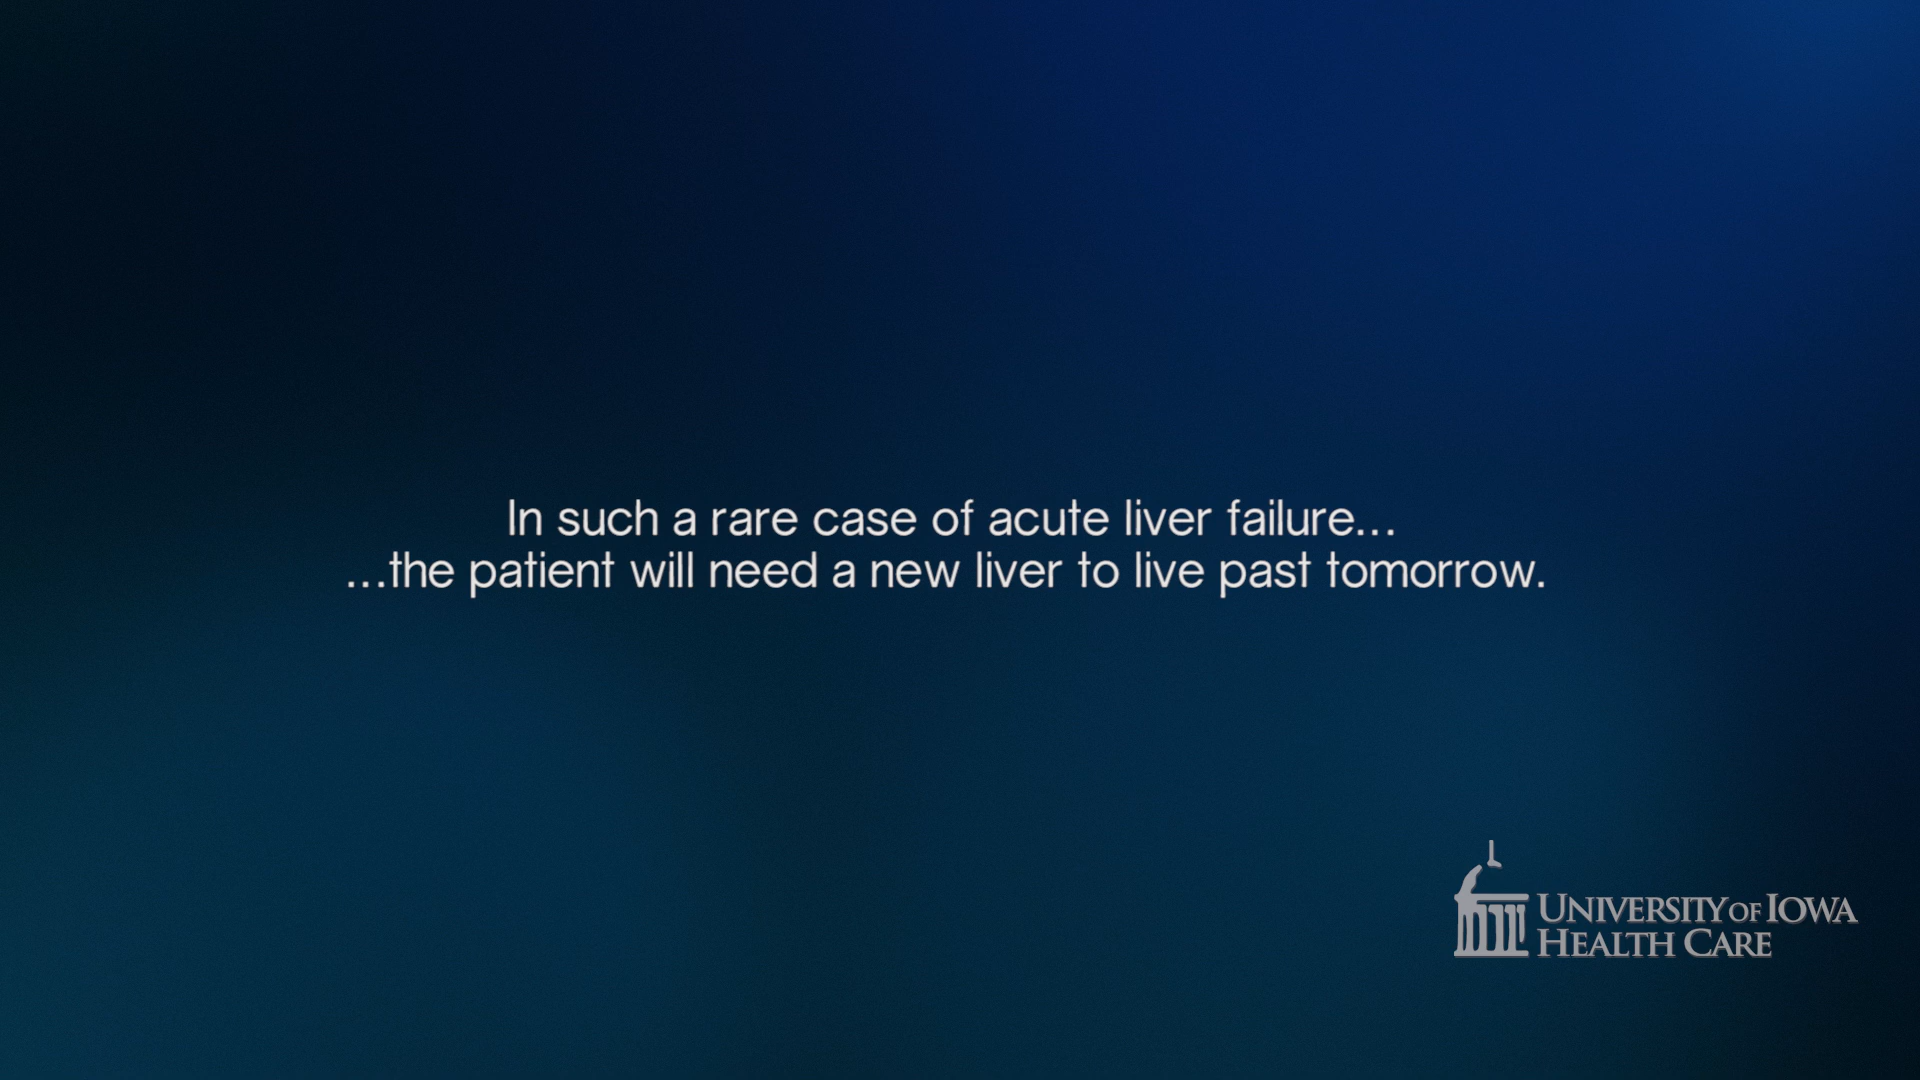 In such a rare case of acute liver failure...
...the patient will need a new liver to live past tomorrow.
UNIVERSITY OF IOWA
HEALTH CARE